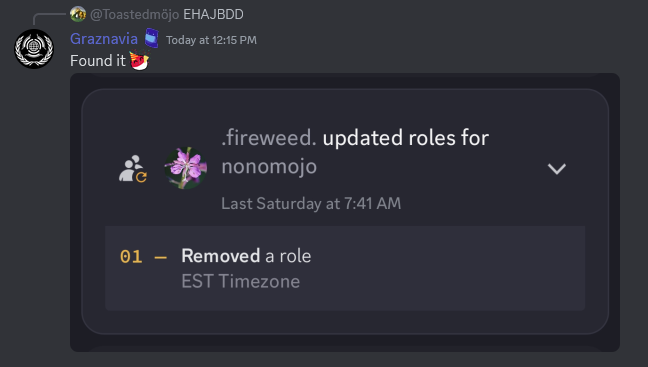 @Toastedmōjo EHAJBDD
Graznavia Today at 12:15 PM
Found it
.fireweed. updated roles for
nonomojo
Last Saturday at 7:41 AM
01 — Removed a role
EST Timezone